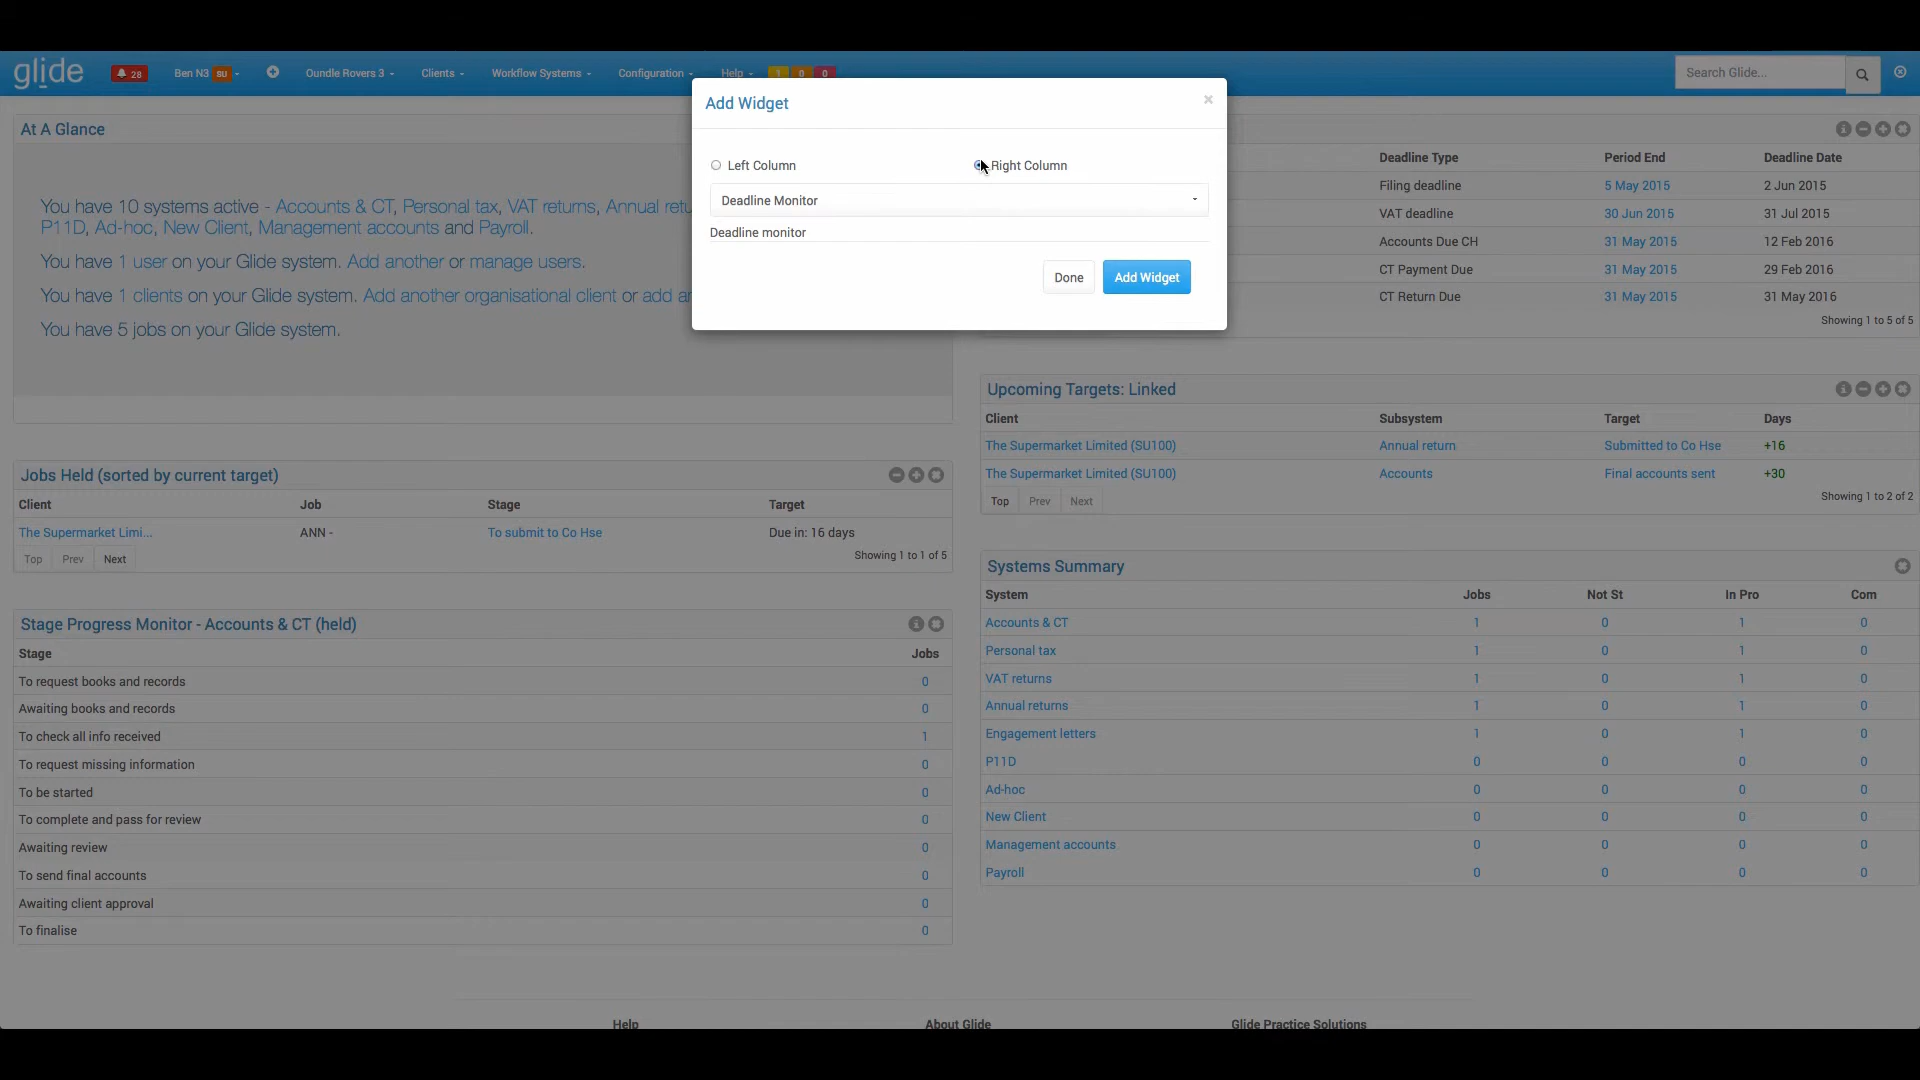 glide
28
Ben N3 SU
Oundle Rovers 3
Clients
Workflow Systems
Configuration
Help
1 0 0
Search Glide...
Add Widget
×
Left Column
Right Column
Deadline Monitor
Deadline monitor
Done
Add Widget
At A Glance
You have 10 systems active - Accounts & CT, Personal tax, VAT returns, Annual retu
P11D, Ad-hoc, New Client, Management accounts and Payroll.
You have 1 user on your Glide system. Add another or manage users.
You have 1 clients on your Glide system. Add another organisational client or add an
You have 5 jobs on your Glide system.
Deadline Type Period End Deadline Date
Filing deadline 5 May 2015 2 Jun 2015
VAT deadline 30 Jun 2015 31 Jul 2015
Accounts Due CH 31 May 2015 12 Feb 2016
CT Payment Due 31 May 2015 29 Feb 2016
CT Return Due 31 May 2015 31 May 2016
Showing 1 to 5 of 5
Jobs Held (sorted by current target)
Client Job Stage Target
The Supermarket Limi... ANN - To submit to Co Hse Due in: 16 days
Top Prev Next Showing 1 to 1 of 5
Upcoming Targets: Linked
Client Subsystem Target Days
The Supermarket Limited (SU100) Annual return Submitted to Co Hse +16
The Supermarket Limited (SU100) Accounts Final accounts sent +30
Top Prev Next Showing 1 to 2 of 2
Stage Progress Monitor - Accounts & CT (held)
Stage Jobs
To request books and records 0
Awaiting books and records 0
To check all info received 1
To request missing information 0
To be started 0
To complete and pass for review 0
Awaiting review 0
To send final accounts 0
Awaiting client approval 0
To finalise 0
Systems Summary
System Jobs Not St In Pro Com
Accounts & CT 1 0 1 0
Personal tax 1 0 1 0
VAT returns 1 0 1 0
Annual returns 1 0 1 0
Engagement letters 1 0 1 0
P11D 0 0 0 0
Ad-hoc 0 0 0 0
New Client 0 0 0 0
Management accounts 0 0 0 0
Payroll 0 0 0 0
Help
About Glide
Glide Practice Solutions